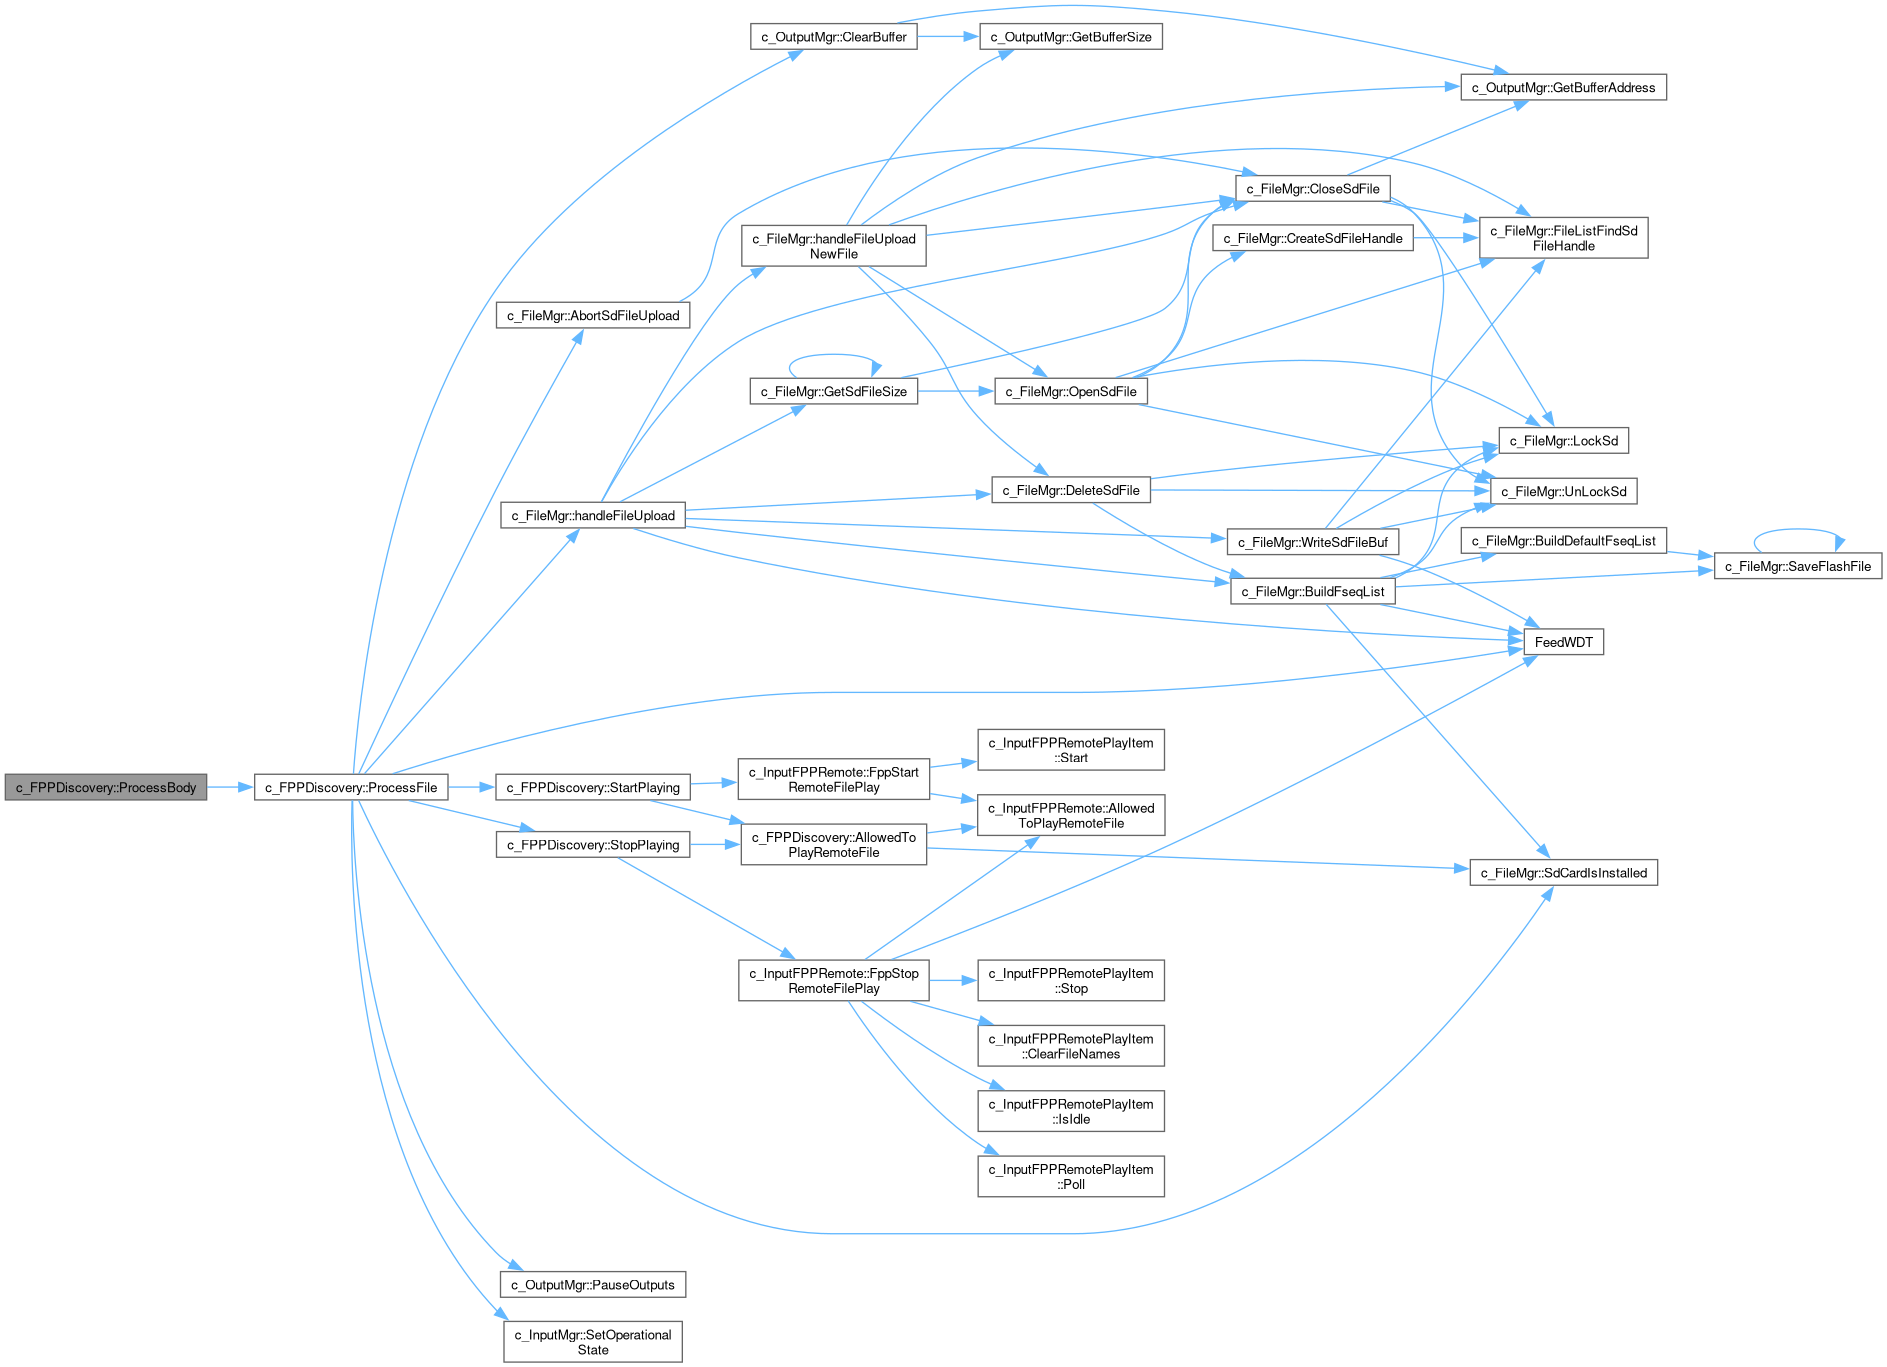 c_OutputMgr::ClearBuffer
c_OutputMgr::GetBufferSize
c_OutputMgr::GetBufferAddress
c_FileMgr::CloseSdFile
c_FileMgr::handleFileUpload
NewFile
c_FileMgr::CreateSdFileHandle
c_FileMgr::FileListFindSd
FileHandle
c_FileMgr::AbortSdFileUpload
c_FileMgr::GetSdFileSize
c_FileMgr::OpenSdFile
c_FileMgr::LockSd
c_FileMgr::DeleteSdFile
c_FileMgr::UnLockSd
c_FileMgr::handleFileUpload
c_FileMgr::WriteSdFileBuf
c_FileMgr::BuildDefaultFseqList
c_FileMgr::SaveFlashFile
c_FileMgr::BuildFseqList
FeedWDT
c_InputFPPRemotePlayItem
::Start
c_FPPDiscovery::ProcessBody
c_FPPDiscovery::ProcessFile
c_FPPDiscovery::StartPlaying
c_InputFPPRemote::FppStart
RemoteFilePlay
c_InputFPPRemote::Allowed
ToPlayRemoteFile
c_FPPDiscovery::StopPlaying
c_FPPDiscovery::AllowedTo
PlayRemoteFile
c_FileMgr::SdCardIsInstalled
c_InputFPPRemote::FppStop
RemoteFilePlay
c_InputFPPRemotePlayItem
::Stop
c_InputFPPRemotePlayItem
::ClearFileNames
c_InputFPPRemotePlayItem
::IsIdle
c_InputFPPRemotePlayItem
::Poll
c_OutputMgr::PauseOutputs
c_InputMgr::SetOperational
State